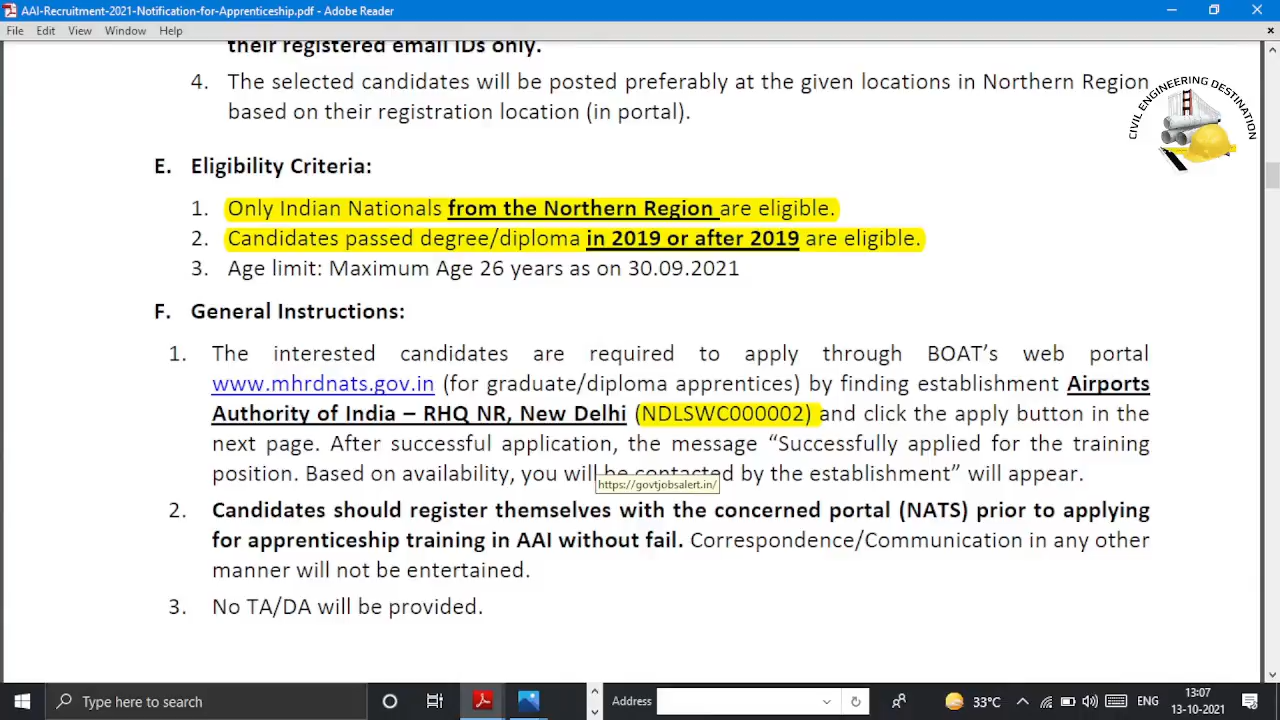 AAI-Recruitment-2021-Notification-for-Apprenticeship.pdf - Adobe Reader
File Edit View Window Help
their registered email IDs only.
4. The selected candidates will be posted preferably at the given locations in Northern Region
based on their registration location (in portal).
CIVIL ENGINEERING DESTINATION
E. Eligibility Criteria:
1. Only Indian Nationals from the Northern Region are eligible.
2. Candidates passed degree/diploma in 2019 or after 2019 are eligible.
3. Age limit: Maximum Age 26 years as on 30.09.2021
F. General Instructions:
1. The interested candidates are required to apply through BOAT’s web portal
www.mhrdnats.gov.in (for graduate/diploma apprentices) by finding establishment Airports
Authority of India – RHQ NR, New Delhi (NDLSWC000002) and click the apply button in the
next page. After successful application, the message “Successfully applied for the training
position. Based on availability, you will be contacted by the establishment” will appear.
https://govtjobsalert.in/
2. Candidates should register themselves with the concerned portal (NATS) prior to applying
for apprenticeship training in AAI without fail. Correspondence/Communication in any other
manner will not be entertained.
3. No TA/DA will be provided.
Type here to search
Address
33°C
ENG
13:07
13-10-2021